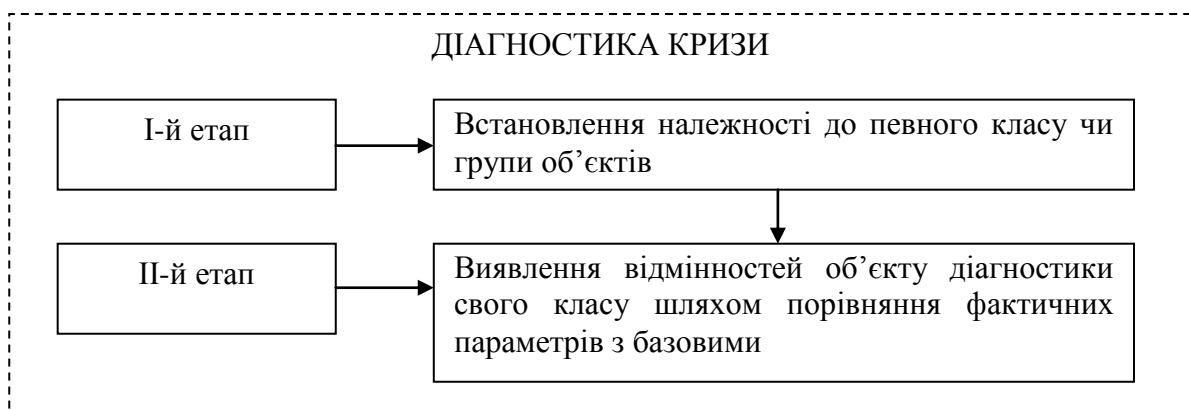 ДІАГНОСТИКА КРИЗИ
І-й етап
Встановлення належності до певного класу чи
групи об’єктів
ІІ-й етап
Виявлення відмінностей об’єкту діагностики
свого класу шляхом порівняння фактичних
параметрів з базовими